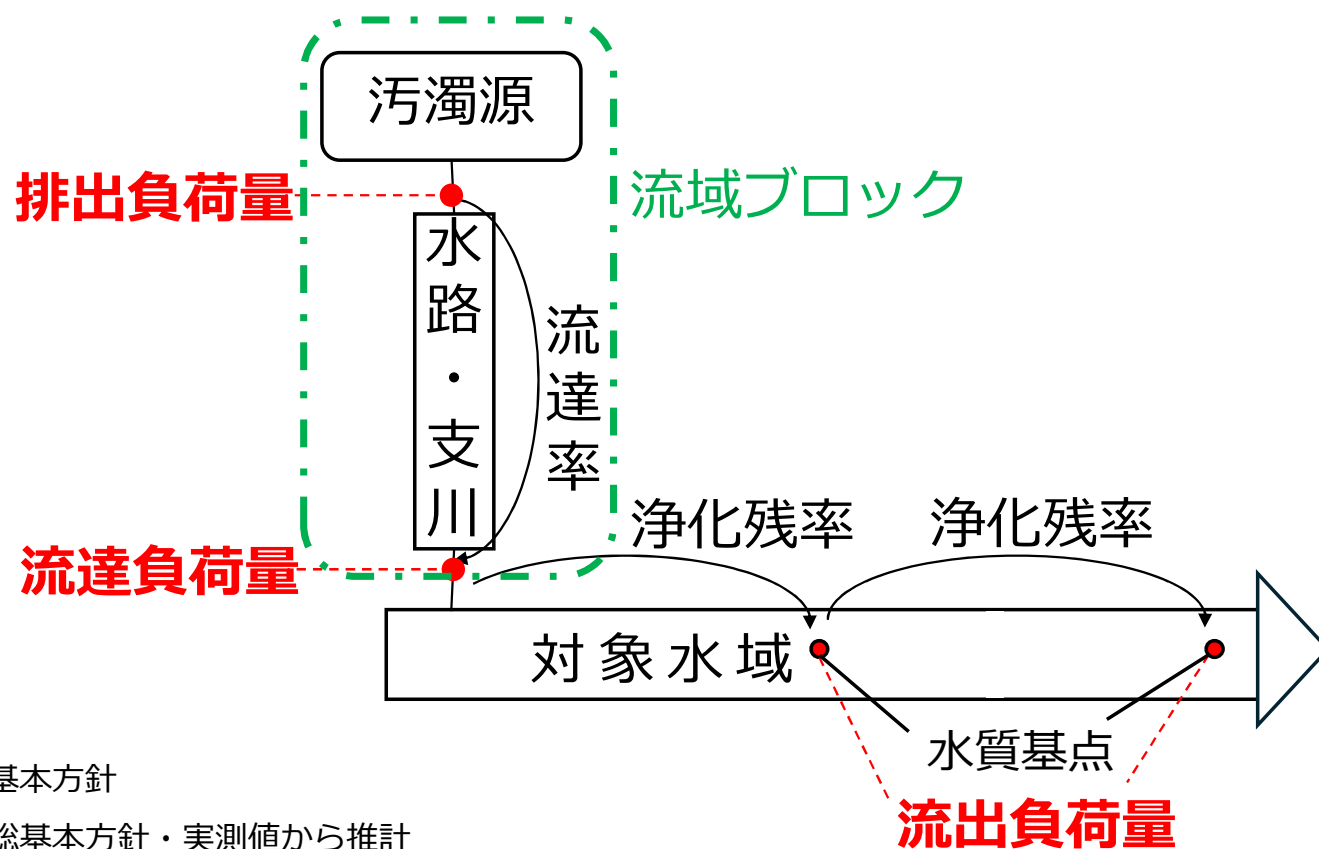 汚濁源
排出負荷量
流域ブロック
水路・支川
流達率
浄化残率
浄化残率
流達負荷量
対象水域
水質基点
基本方針
流出負荷量
総基本方針・実測値から推計